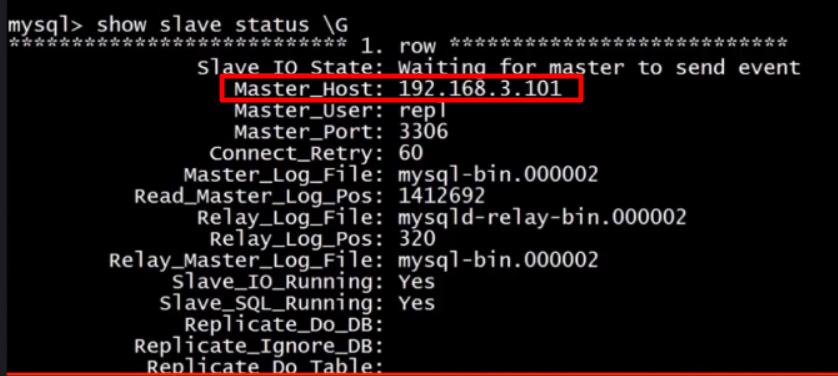 mysql> show slave status \G
*************************** 1. row ***************************
Slave_IO_State: Waiting for master to send event
Master_Host: 192.168.3.101
Master_User: repl
Master_Port: 3306
Connect_Retry: 60
Master_Log_File: mysql-bin.000002
Read_Master_Log_Pos: 1412692
Relay_Log_File: mysqld-relay-bin.000002
Relay_Log_Pos: 320
Relay_Master_Log_File: mysql-bin.000002
Slave_IO_Running: Yes
Slave_SQL_Running: Yes
Replicate_Do_DB:
Replicate_Ignore_DB:
Replicate_Do_Table: